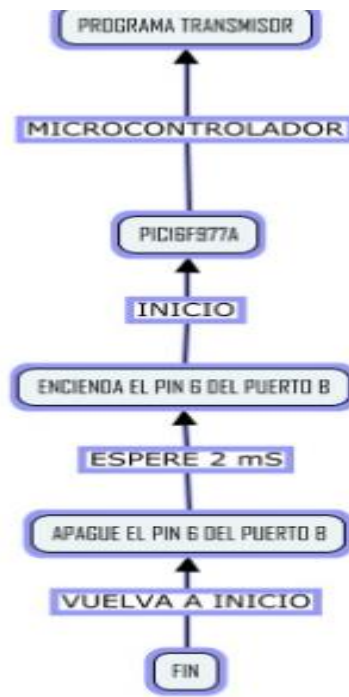 PROGRAMA TRANSMISOR
MICROCONTROLADOR
PIC16F977A
INICIO
ENCIENDA EL PIN 6 DEL PUERTO B
ESPERE 2 mS
APAGUE EL PIN 6 DEL PUERTO B
VUELVA A INICIO
FIN